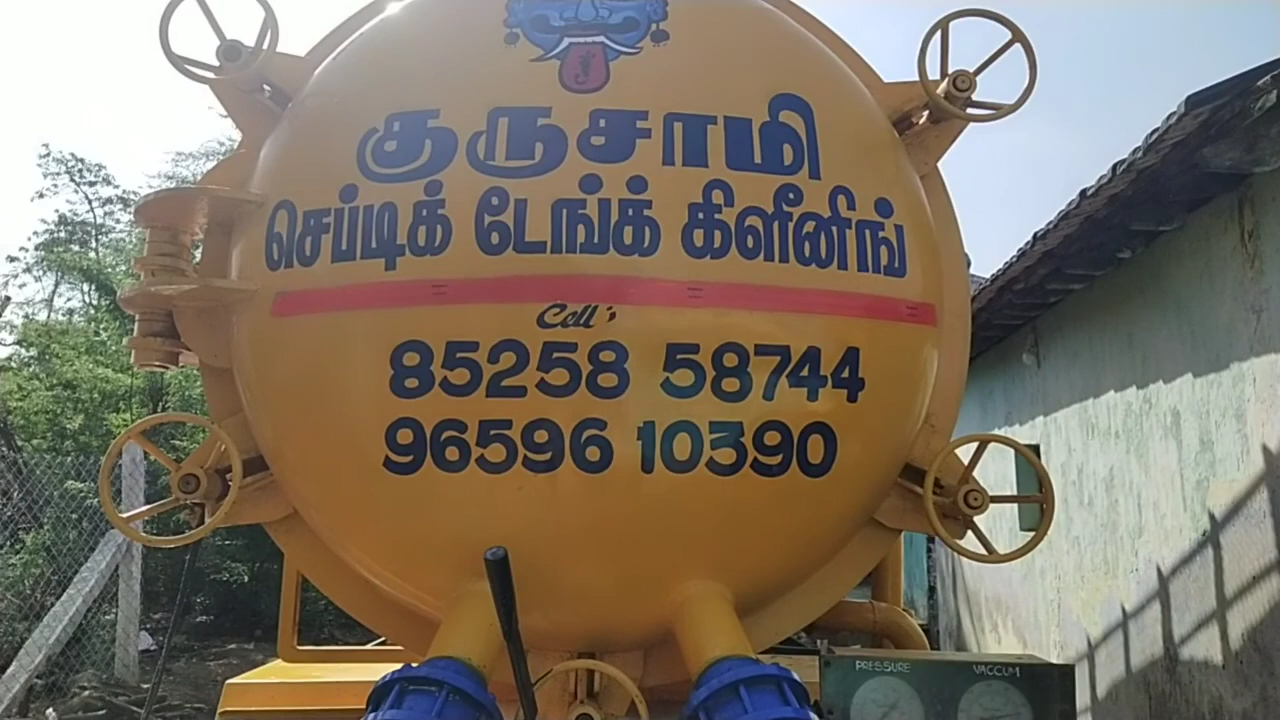 குருசாமி
செப்டிக் டேங்க் கிளீனிங்
Cell :
85258 58744
96596 10390
PRESSURE VACCUM